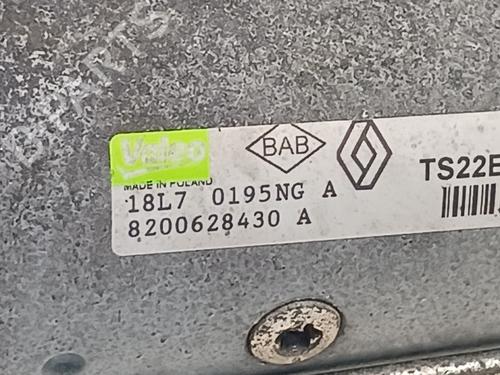 Valeo
BAB
TS22E
MADE IN POLAND
18L7 0195NG A
8200628430 A